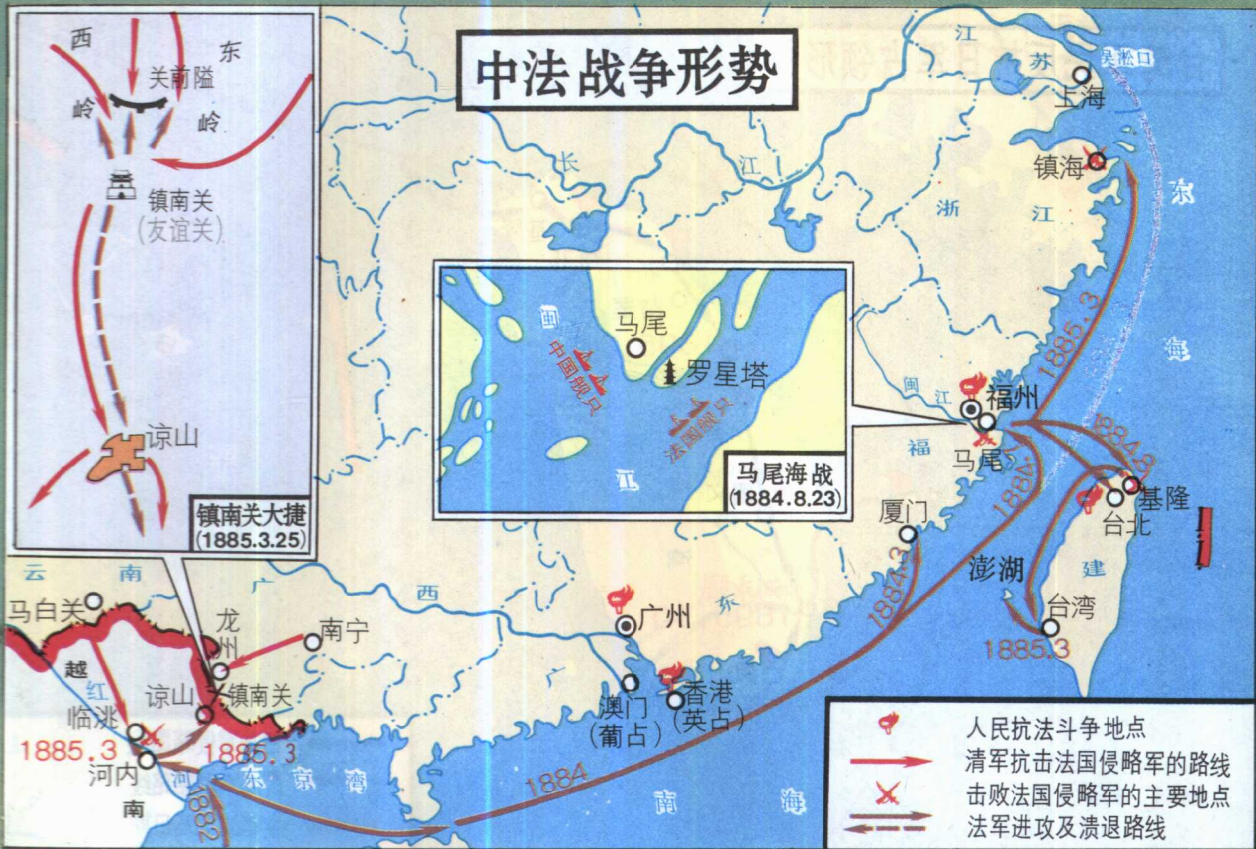 中法战争形势
西
东
关前隘
岭
岭
镇南关
(友谊关)
谅山
镇南关大捷
(1885.3.25)
江
苏
吴淞口
上海
长
江
镇海
浙
江
东
海
1885.3
闽
马尾
中国舰只
罗星塔
法国舰只
江
马尾海战
(1884.8.23)
闽
江
福州
福
马尾
1884.8
1884.
基隆
台北
厦门
1884.3
澎湖
建
台湾
1885.3
云
南
广
西
马白关
龙州
南宁
广州
东
广
越
红
谅山
镇南关
临洮
1885.3
1885.3
澳门
(葡占)
香港
(英占)
河内
河
东
京
湾
南
1882
1884
南
海
人民抗法斗争地点
清军抗击法国侵略军的路线
击败法国侵略军的主要地点
法军进攻及溃退路线